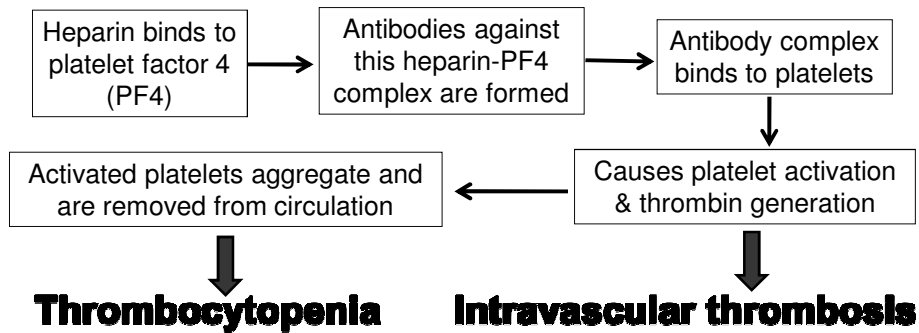 Heparin binds to
platelet factor 4
(PF4)
Antibodies against
this heparin-PF4
complex are formed
Antibody complex
binds to platelets
Causes platelet activation
& thrombin generation
Activated platelets aggregate and
are removed from circulation
Thrombocytopenia
Intravascular thrombosis